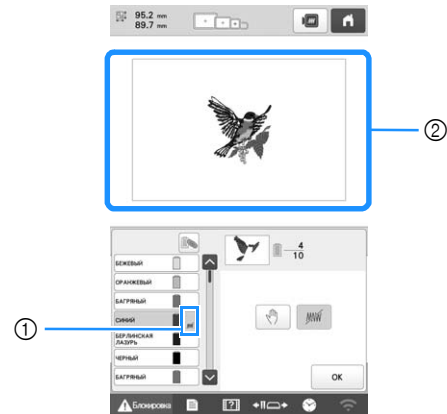 95.2 mm
89.7 mm
②
БЕЖЕВЫЙ
ОРАНЖЕВЫЙ
БАГРЯНЫЙ
СИНИЙ
БЕРЛИНСКАЯ
ЛАЗУРЬ
ЧЕРНЫЙ
БАГРЯНЫЙ
4
10
①
OK
Блокировка
[?]